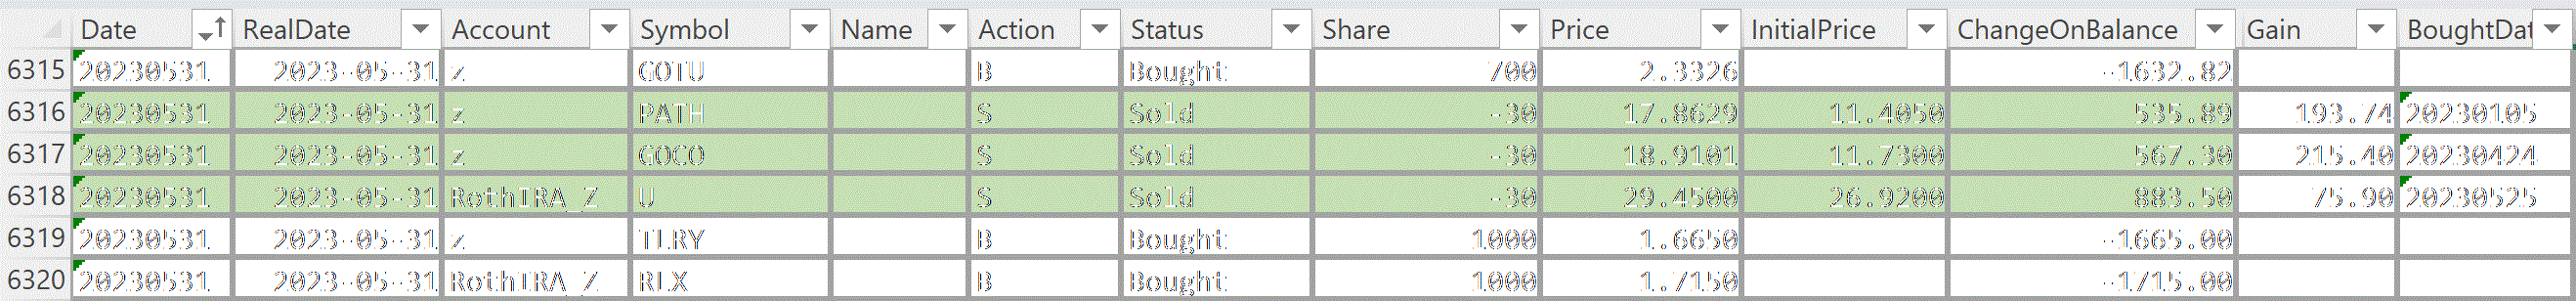 Date RealDate Account Symbol Name Action Status Share Price InitialPrice ChangeOnBalance Gain BoughtDat
6315 20230531 2023-05-31 z GOTU B Bought 700 2.3326 -1632.82
6316 20230531 2023-05-31 z PATH S Sold -30 17.8629 11.4050 535.89 193.74 20230105
6317 20230531 2023-05-31 z GOCO S Sold -30 18.9101 11.7300 567.30 215.40 20230424
6318 20230531 2023-05-31 RothIRA_Z U S Sold -30 29.4500 26.9200 883.50 75.90 20230525
6319 20230531 2023-05-31 z TLRY B Bought 1000 1.6650 -1665.00
6320 20230531 2023-05-31 RothIRA_Z RLX B Bought 1000 1.7150 -1715.00